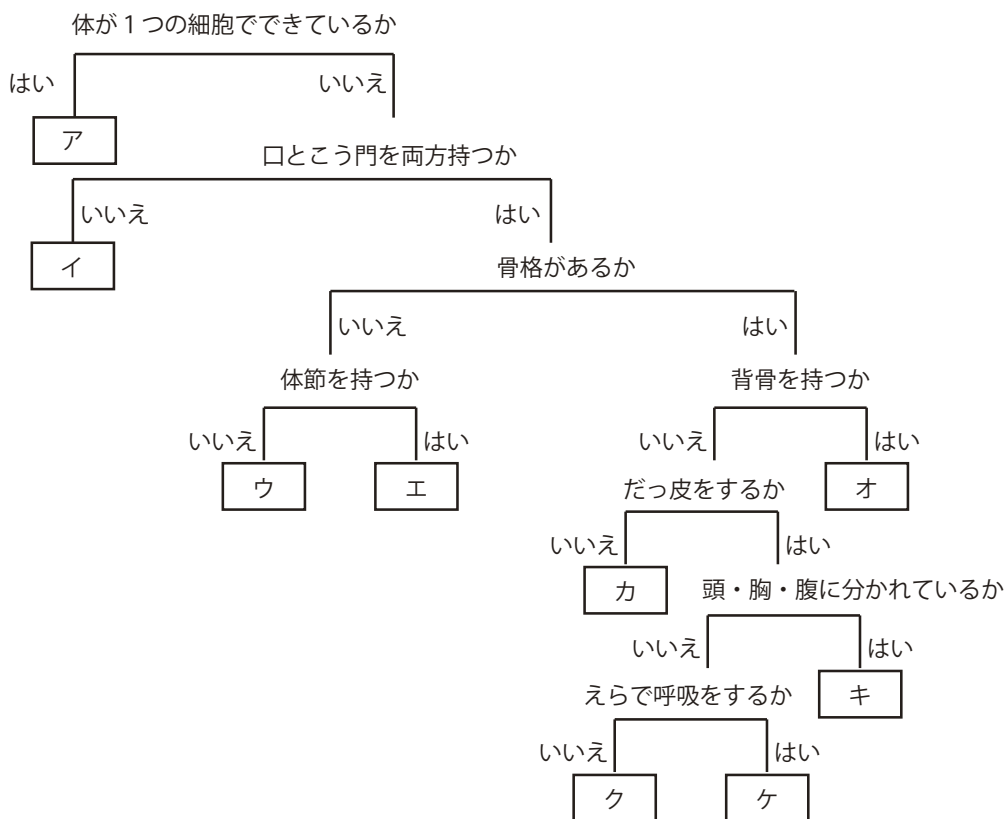 体が１つの細胞でできているか
はい
いいえ
ア
口とこう門を両方持つか
いいえ
はい
イ
骨格があるか
いいえ
はい
体節を持つか
背骨を持つか
いいえ
はい
いいえ
はい
ウ
エ
オ
だっ皮をするか
いいえ
はい
カ
頭・胸・腹に分かれているか
いいえ
はい
キ
えらで呼吸をするか
いいえ
はい
ク
ケ